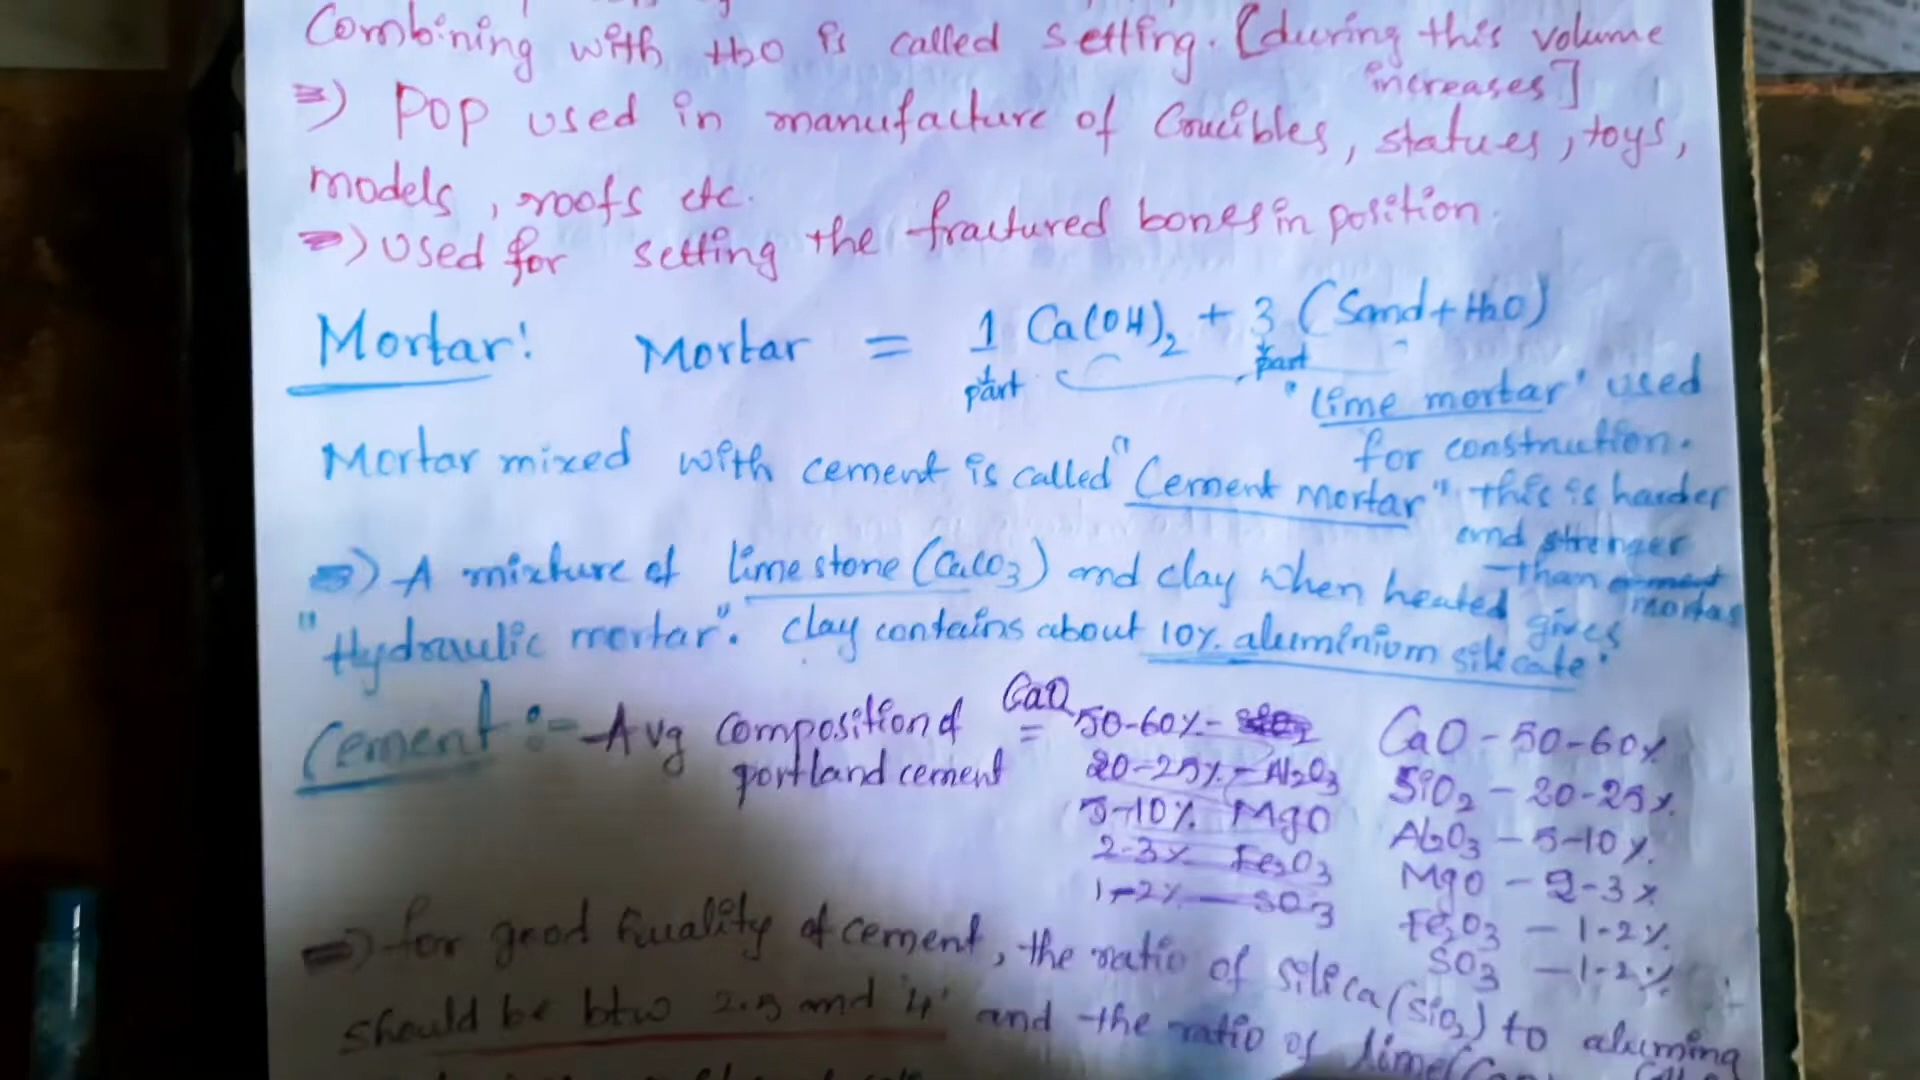 Combining with H2O is called setting. [during this volume increases]
=>) POP used in manufacture of Crucibles, statues, toys,
models, roofs etc.
=>) Used for setting the fractured bones in position.
Mortar: Mortar = 1 Ca(OH)2 + 3 (Sand + H2O)
part part
"lime mortar" used
for construction.
Mortar mixed with cement is called "Cement mortar" this is harder
and stronger
than mortar
=>) A mixture of lime stone (CaCO3) and clay when heated gives
"Hydraulic mortar". clay contains about 10% aluminium silicate.
Cement :- Avg composition of portland cement =
CaO 50-60% -
20-25% - Al2O3
5-10% MgO
2-3% Fe2O3
1-2% - SO3
CaO - 50-60%
SiO2 - 20-25%
Al2O3 - 5-10%
MgO - 2-3%
Fe2O3 - 1-2%
SO3 - 1-2%
=>) for good quality of cement, the ratio of silica (SiO2) to alumina
should be btw 2.5 and '4' and the ratio of lime